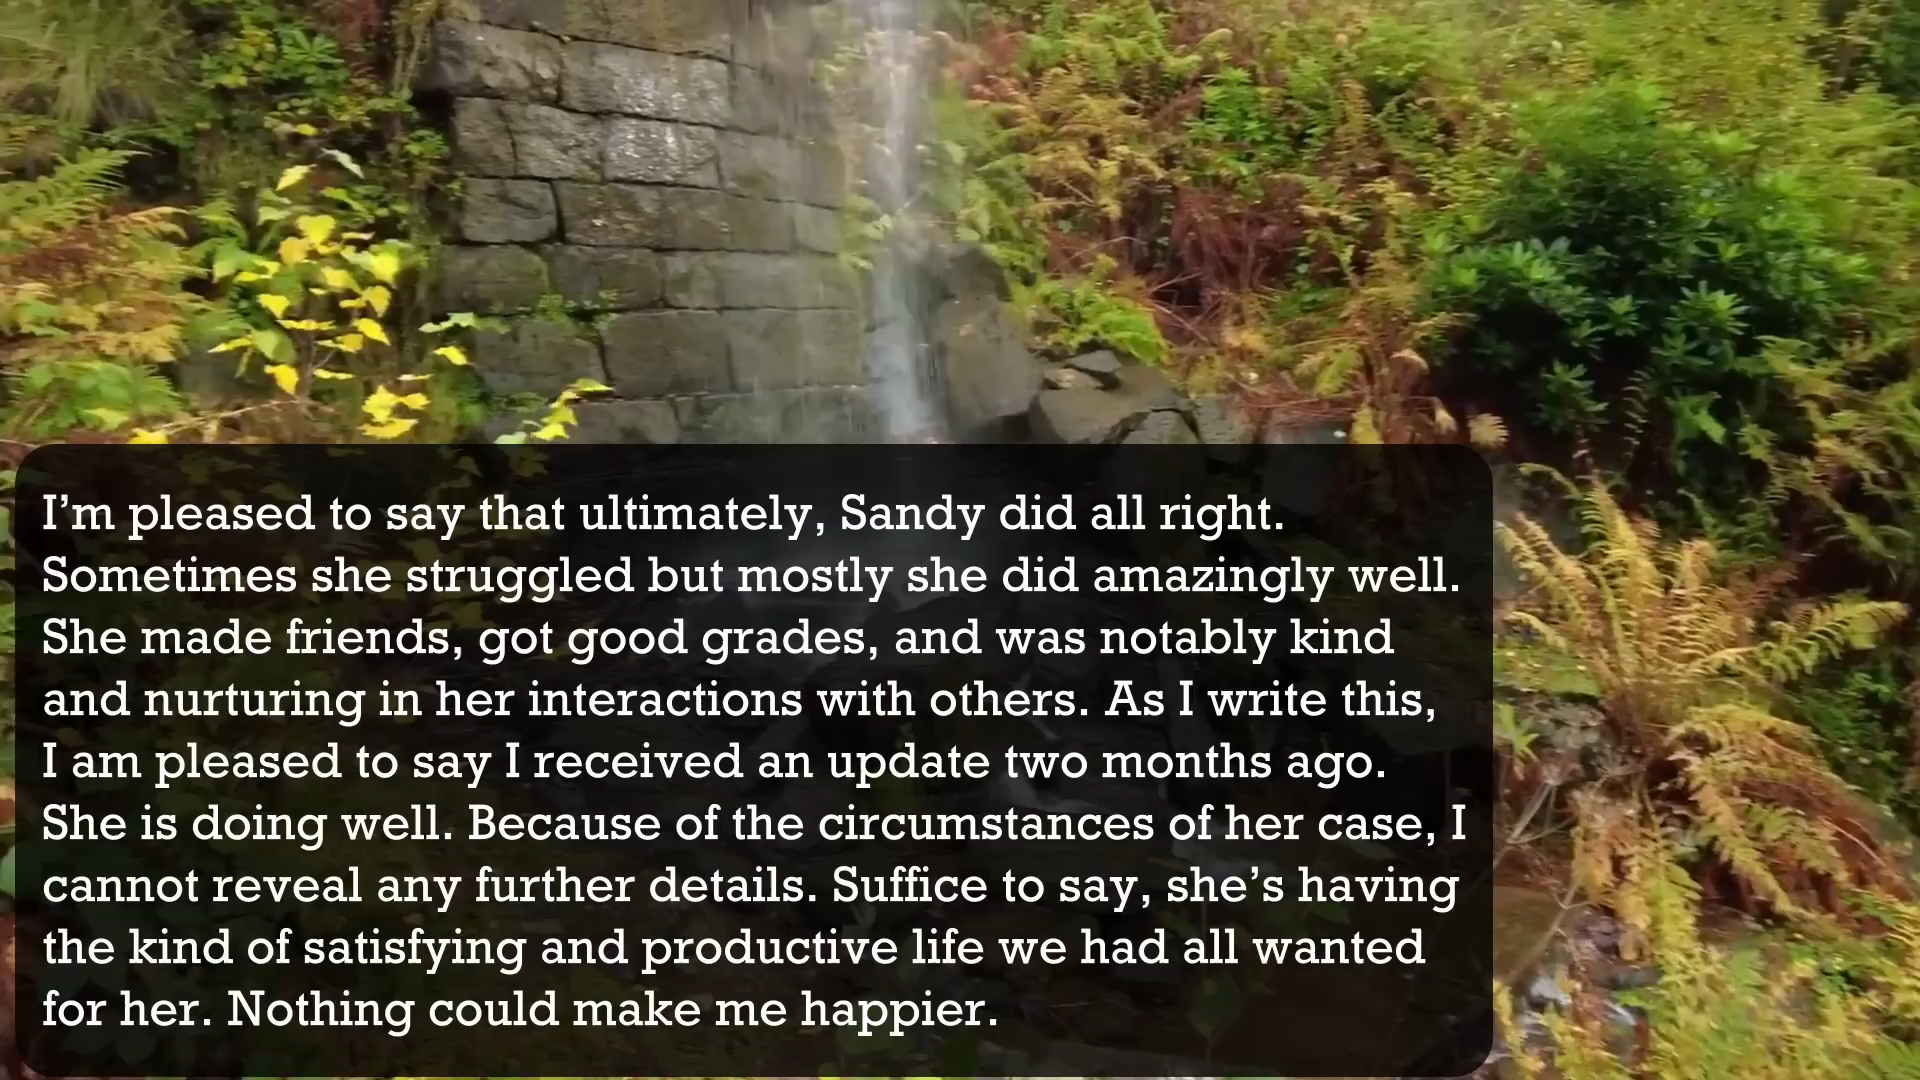 I’m pleased to say that ultimately, Sandy did all right.
Sometimes she struggled but mostly she did amazingly well.
She made friends, got good grades, and was notably kind
and nurturing in her interactions with others. As I write this,
I am pleased to say I received an update two months ago.
She is doing well. Because of the circumstances of her case, I
cannot reveal any further details. Suffice to say, she’s having
the kind of satisfying and productive life we had all wanted
for her. Nothing could make me happier.